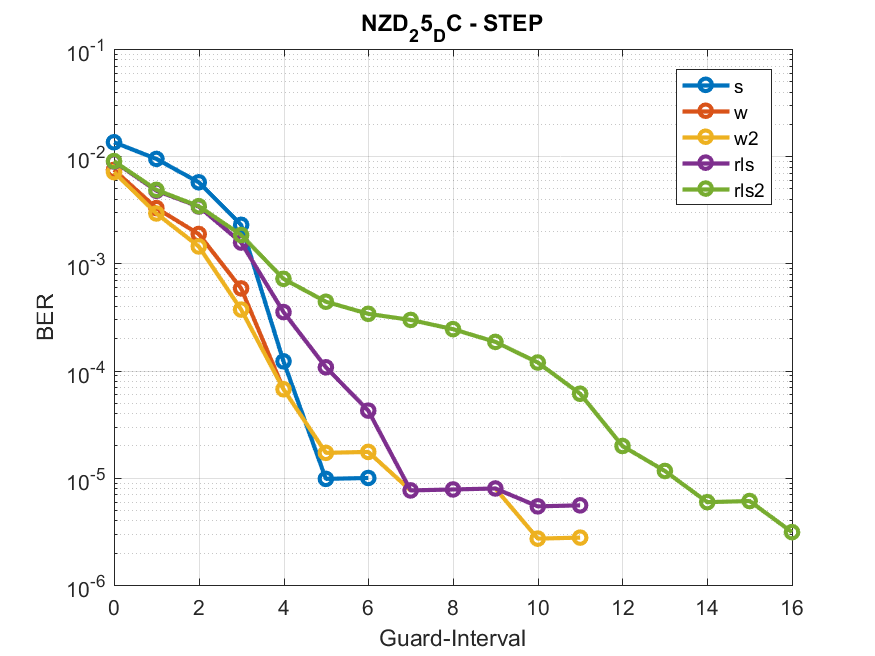 NZD₂5_DC - STEP
10⁻¹
10⁻²
10⁻³
10⁻⁴
10⁻⁵
10⁻⁶
BER
s
w
w2
rls
rls2
0 2 4 6 8 10 12 14 16
Guard-Interval